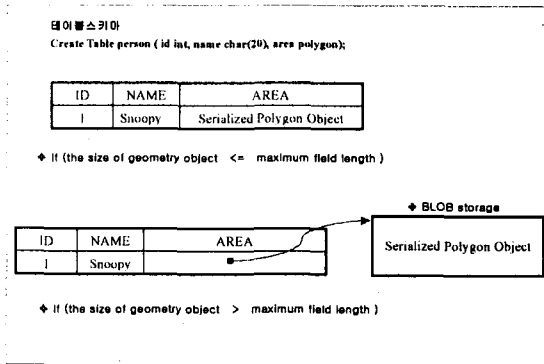 테이블스키마
Create Table person ( id int, name char(20), area polygon);
ID NAME AREA
1 Snoopy Serialized Polygon Object
❖ If (the size of geometry object <= maximum field length )
❖ BLOB storage
ID NAME AREA
1 Snoopy
Serialized Polygon Object
❖ If (the size of geometry object > maximum field length )